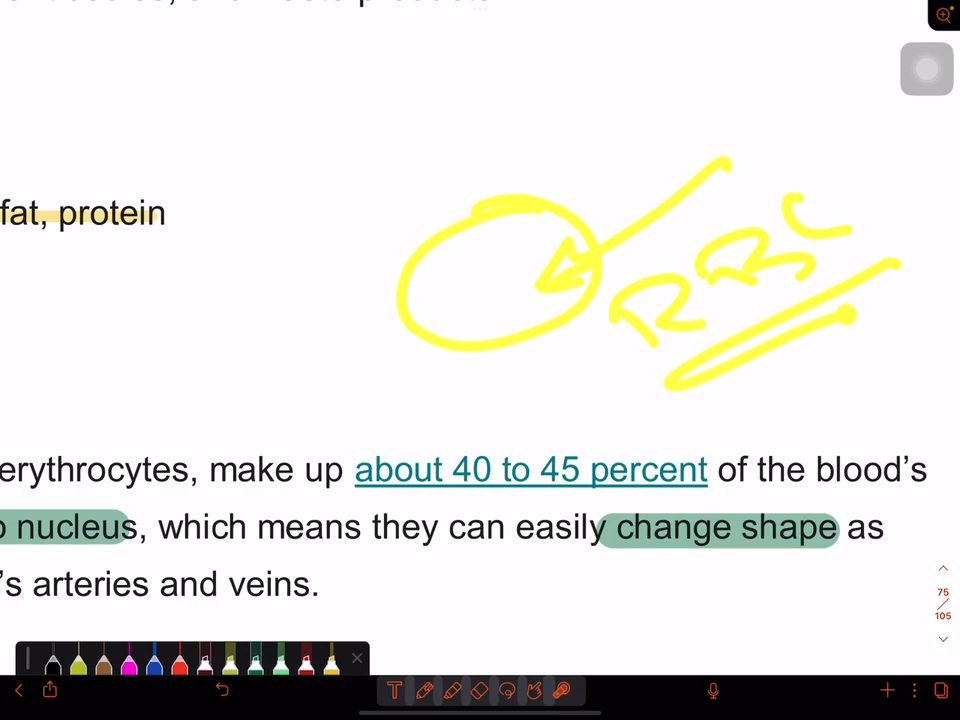 fat, protein
RBC
erythrocytes, make up about 40 to 45 percent of the blood’s
nucleus, which means they can easily change shape as
’s arteries and veins.
75
105